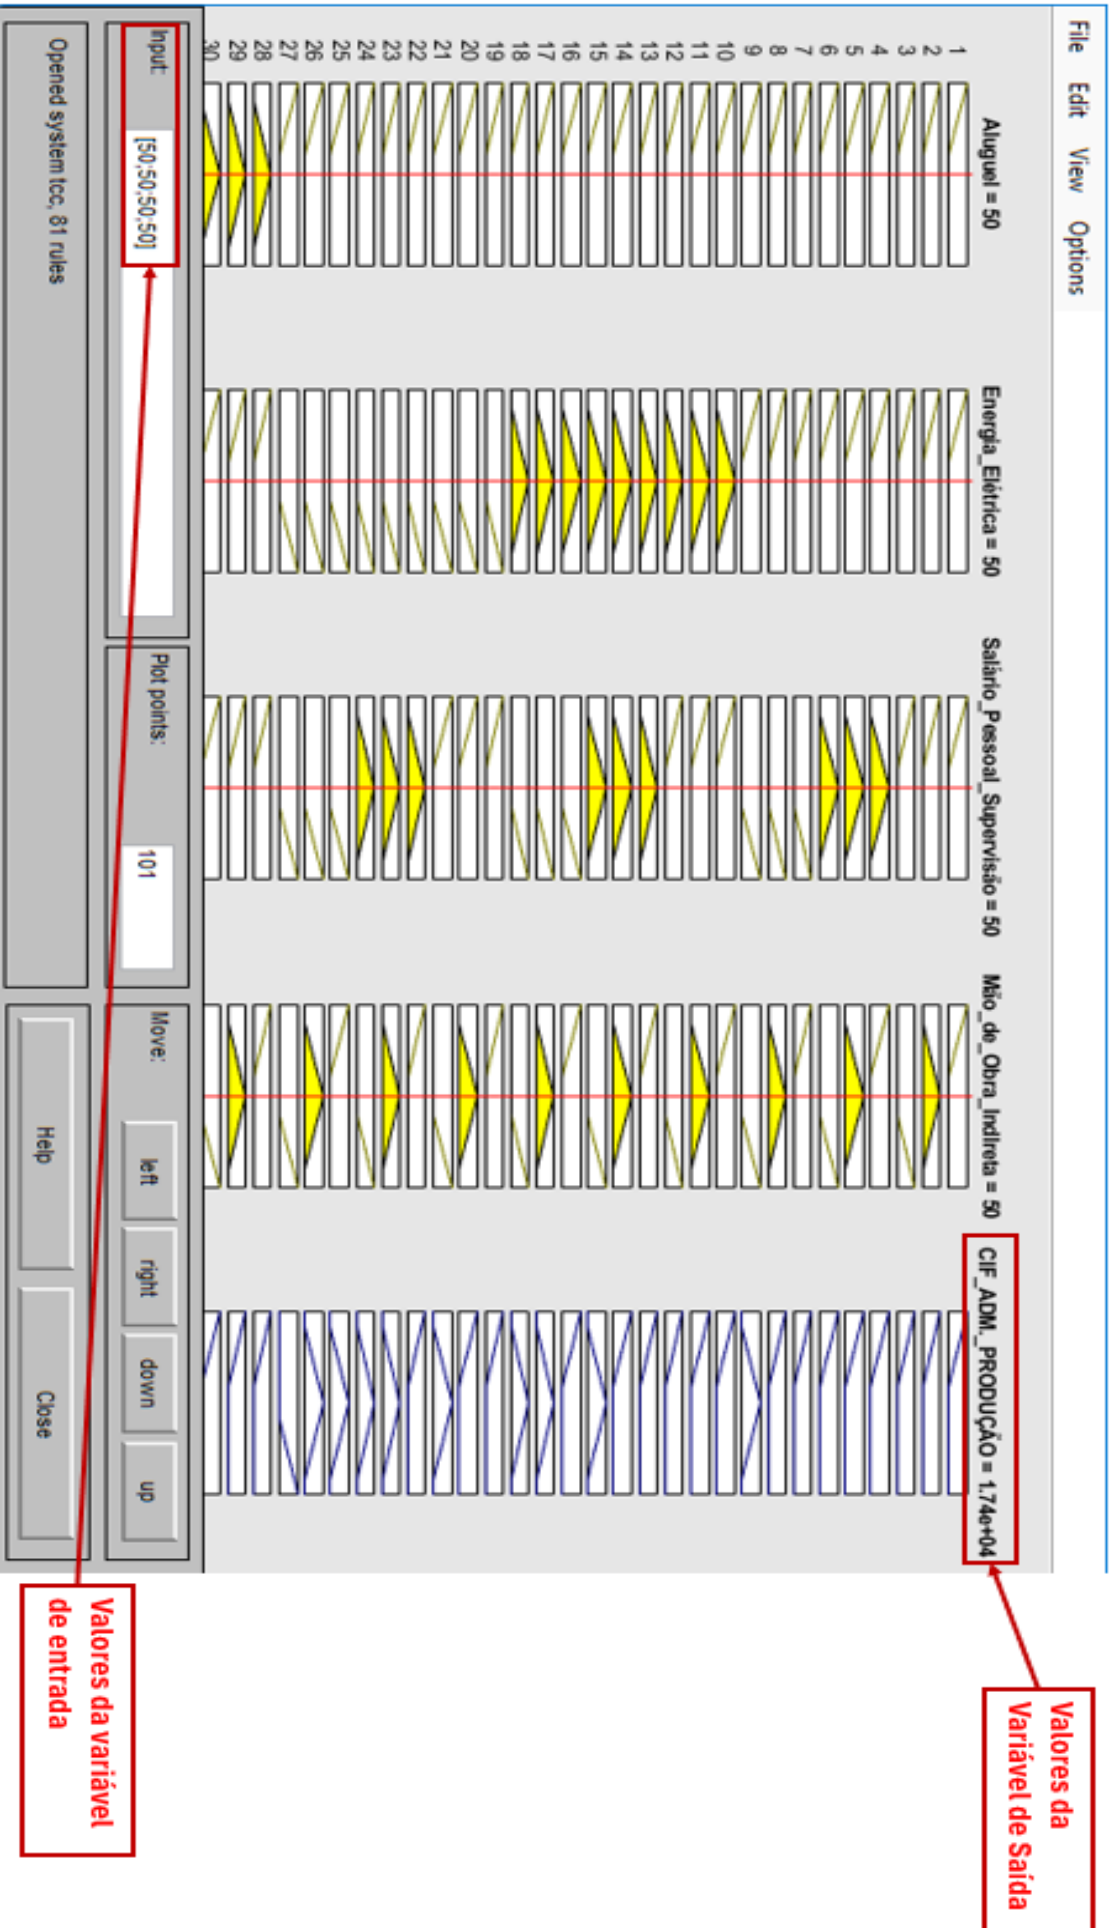 File Edit View Options
Aluguel = 50
Energia_Elétrica = 50
Salário_Pessoal_Supervisão = 50
Mão_de_Obra_Indireta = 50
CIF_ADM._PRODUÇÃO = 1.74e+04
1
2
3
4
5
6
7
8
9
10
11
12
13
14
15
16
17
18
19
20
21
22
23
24
25
26
27
28
29
30
Input: [50;50;50;50]
Plot points: 101
Move: left right down up
Opened system tcc, 81 rules
Help Close
Valores da
Variável de Saída
Valores da variável
de entrada